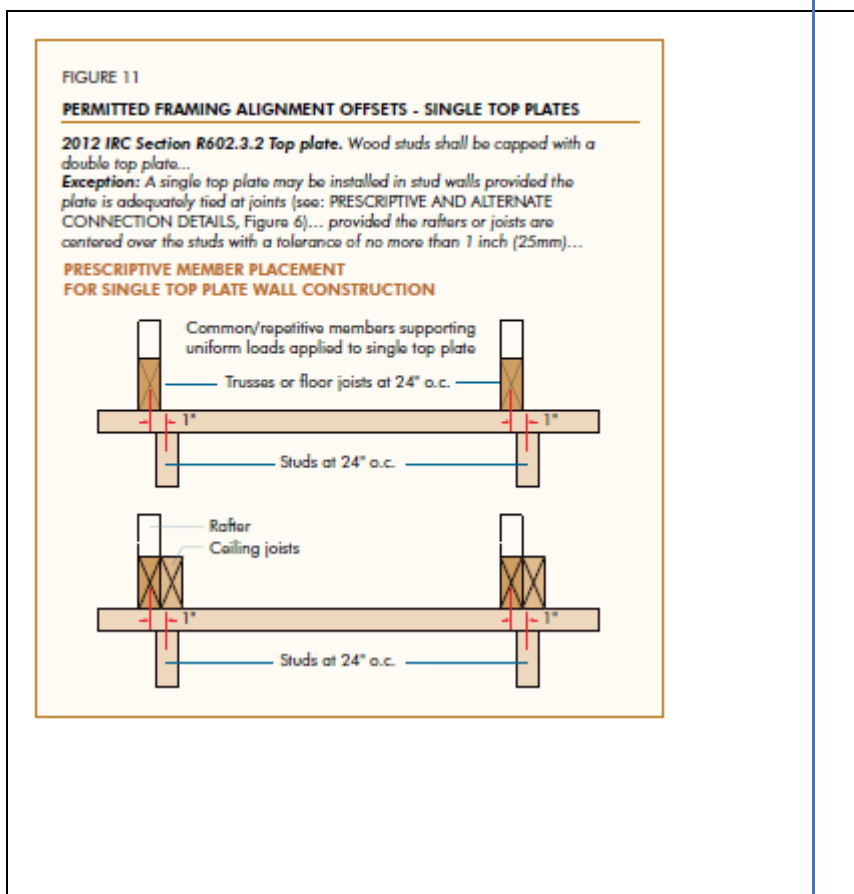 FIGURE 11
PERMITTED FRAMING ALIGNMENT OFFSETS - SINGLE TOP PLATES
2012 IRC Section R602.3.2 Top plate. Wood studs shall be capped with a
double top plate...
Exception: A single top plate may be installed in stud walls provided the
plate is adequately tied at joints (see: PRESCRIPTIVE AND ALTERNATE
CONNECTION DETAILS, Figure 6)... provided the rafters or joists are
centered over the studs with a tolerance of no more than 1 inch (25mm)...
PRESCRIPTIVE MEMBER PLACEMENT
FOR SINGLE TOP PLATE WALL CONSTRUCTION
Common/repetitive members supporting
uniform loads applied to single top plate
Trusses or floor joists at 24" o.c.
1" 1"
Studs at 24" o.c.
Rafter
Ceiling joists
1" 1"
Studs at 24" o.c.